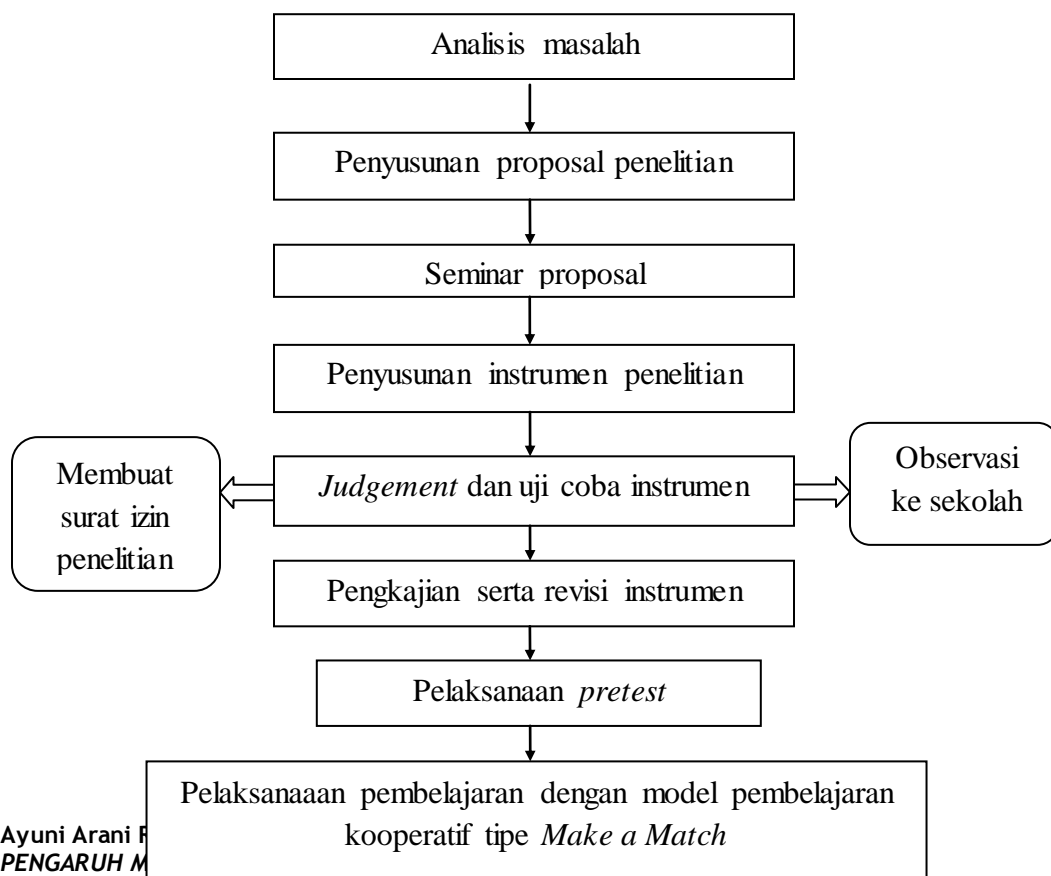 Analisis masalah
Penyusunan proposal penelitian
Seminar proposal
Penyusunan instrumen penelitian
Membuat
surat izin
penelitian
Judgement dan uji coba instrumen
Observasi
ke sekolah
Pengkajian serta revisi instrumen
Pelaksanaan pretest
Pelaksanaaan pembelajaran dengan model pembelajaran
kooperatif tipe Make a Match
Ayuni Arani
PENGARUH